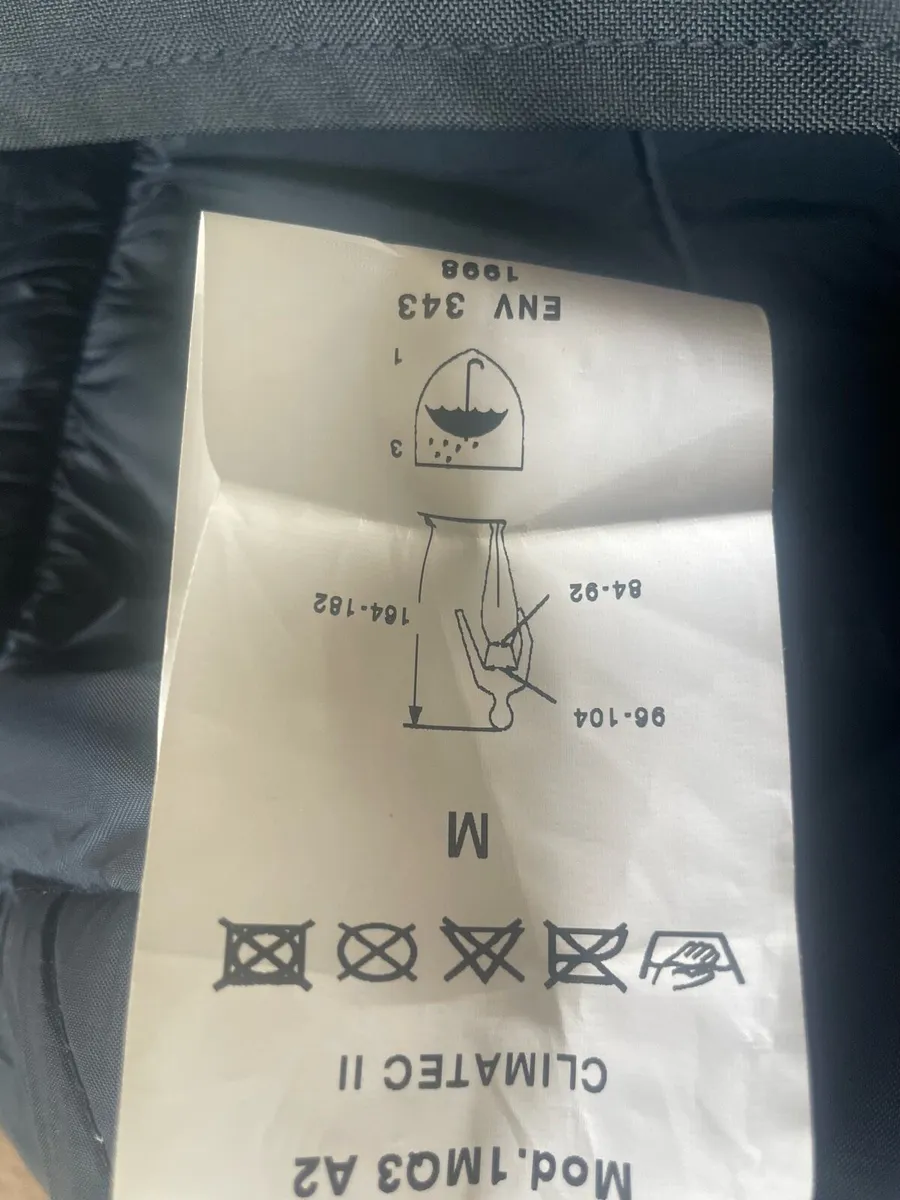 Mod.1MQ3 A2
CLIMATEC II
M
96-104
84-92
164-182
3
1
ENV 343
1998